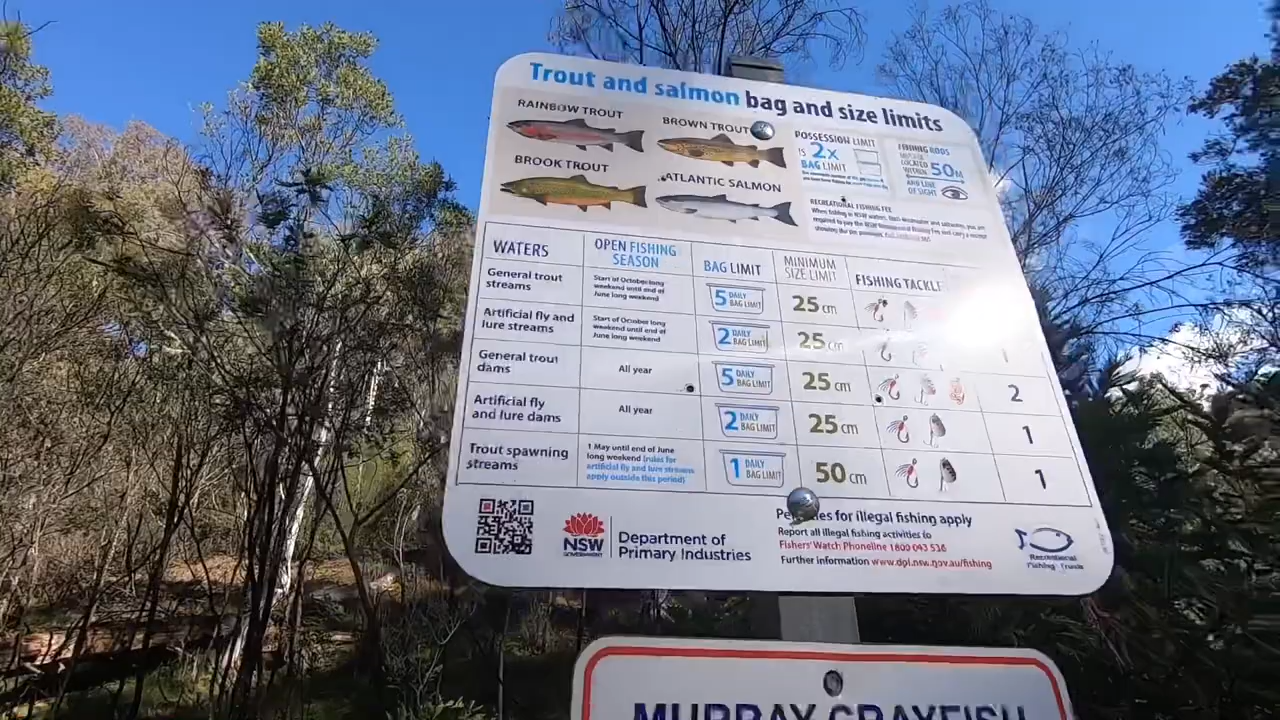 Trout and salmon bag and size limits
RAINBOW TROUT
BROWN TROUT
BROOK TROUT
ATLANTIC SALMON
POSSESSION LIMIT
IS 2x
BAG LIMIT
FISHING RODS
LOCATED
WITHIN 50M
AND LINE
OF SIGHT
RECREATIONAL FISHING FEE
WATERS
OPEN FISHING
SEASON
BAG LIMIT
MINIMUM
SIZE LIMIT
FISHING TACKLE
General trout
streams
Start of October long
weekend until end of
June long weekend
5 DAILY
BAG LIMIT
25 cm
Artificial fly and
lure streams
Start of October long
weekend until end of
June long weekend
2 DAILY
BAG LIMIT
25 cm
General trout
dams
All year
5 DAILY
BAG LIMIT
25 cm
2
Artificial fly
and lure dams
All year
2 DAILY
BAG LIMIT
25 cm
1
Trout spawning
streams
1 May until end of June
long weekend (rules for
artificial fly and lure streams
apply outside this period)
1 DAILY
BAG LIMIT
50 cm
1
NSW
GOVERNMENT
Department of
Primary Industries
for illegal fishing apply
Report all illegal fishing activities to
Fishers' Watch Phoneline 1800 043 536
Further information www.dpi.nsw.gov.au/fishing
Recreational
Fishing Trusts
MURRAY CRAYFISH